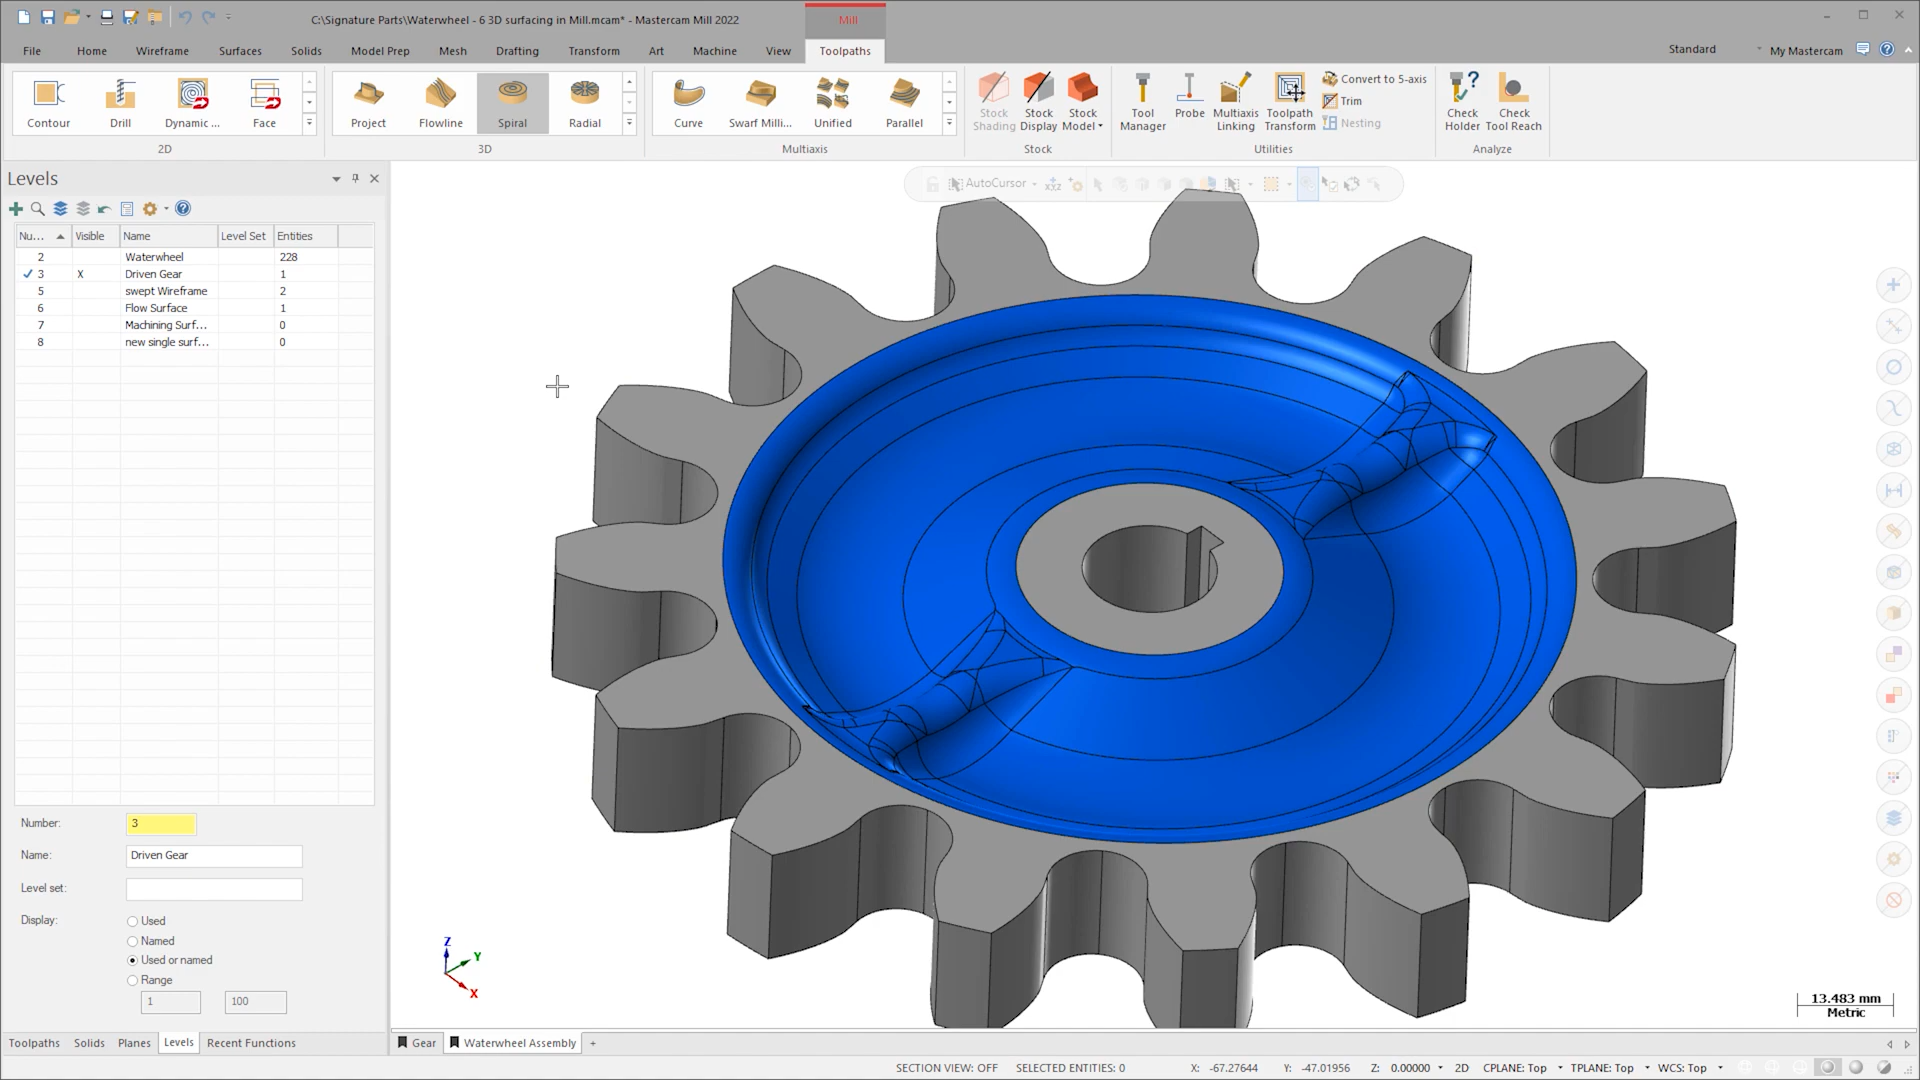 C:\Signature Parts\Waterwheel - 6 3D surfacing in Mill.mcam* - Mastercam Mill 2022
Mill
File Home Wireframe Surfaces Solids Model Prep Mesh Drafting Transform Art Machine View Toolpaths
Standard My Mastercam
Contour Drill Dynamic ... Face
2D
Project Flowline Spiral Radial
3D
Curve Swarf Milli... Unified Parallel
Multiaxis
Stock Shading
Stock Display
Stock Model
Stock
Tool Manager
Probe
Multiaxis Linking
Toolpath Transform
Convert to 5-axis
Trim
Nesting
Utilities
Check Holder
Check Tool Reach
Analyze
Levels
AutoCursor
Nu... Visible Name Level Set Entities
2 Waterwheel 228
3 X Driven Gear 1
5 swept Wireframe 2
6 Flow Surface 1
7 Machining Surf... 0
8 new single surf... 0
Number: 3
Name: Driven Gear
Level set:
Display: Used
Named
Used or named
Range
1 100
Z
Y
X
13.483 mm
Metric
Toolpaths Solids Planes Levels Recent Functions
Gear Waterwheel Assembly +
SECTION VIEW: OFF SELECTED ENTITIES: 0 X: -67.27644 Y: -47.01956 Z: 0.00000 2D CPLANE: Top TPLANE: Top WCS: Top